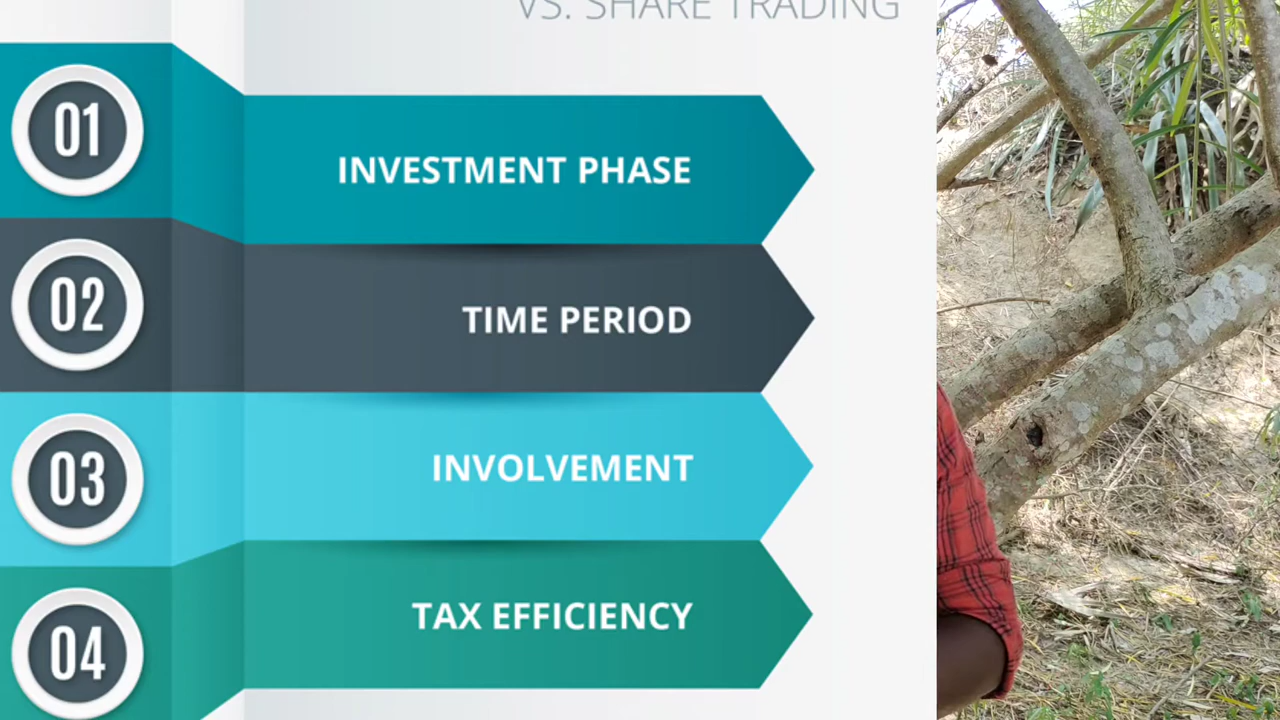 VS. SHARE TRADING
01
INVESTMENT PHASE
02
TIME PERIOD
03
INVOLVEMENT
04
TAX EFFICIENCY